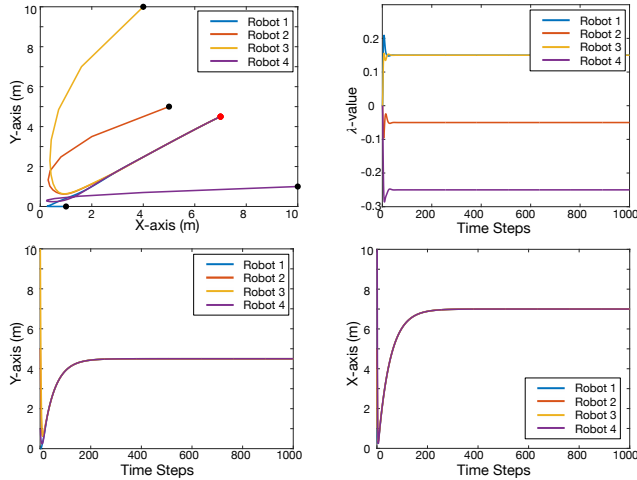 10
8
6
4
2
0
0
2
4
6
8
10
Y-axis (m)
X-axis (m)
Robot 1
Robot 2
Robot 3
Robot 4
0.2
0.1
0
-0.1
-0.2
-0.3
0
200
400
600
800
1000
λ-value
Time Steps
Robot 1
Robot 2
Robot 3
Robot 4
10
8
6
4
2
0
0
200
400
600
800
1000
Y-axis (m)
Time Steps
Robot 1
Robot 2
Robot 3
Robot 4
10
8
6
4
2
0
0
200
400
600
800
1000
X-axis (m)
Time Steps
Robot 1
Robot 2
Robot 3
Robot 4